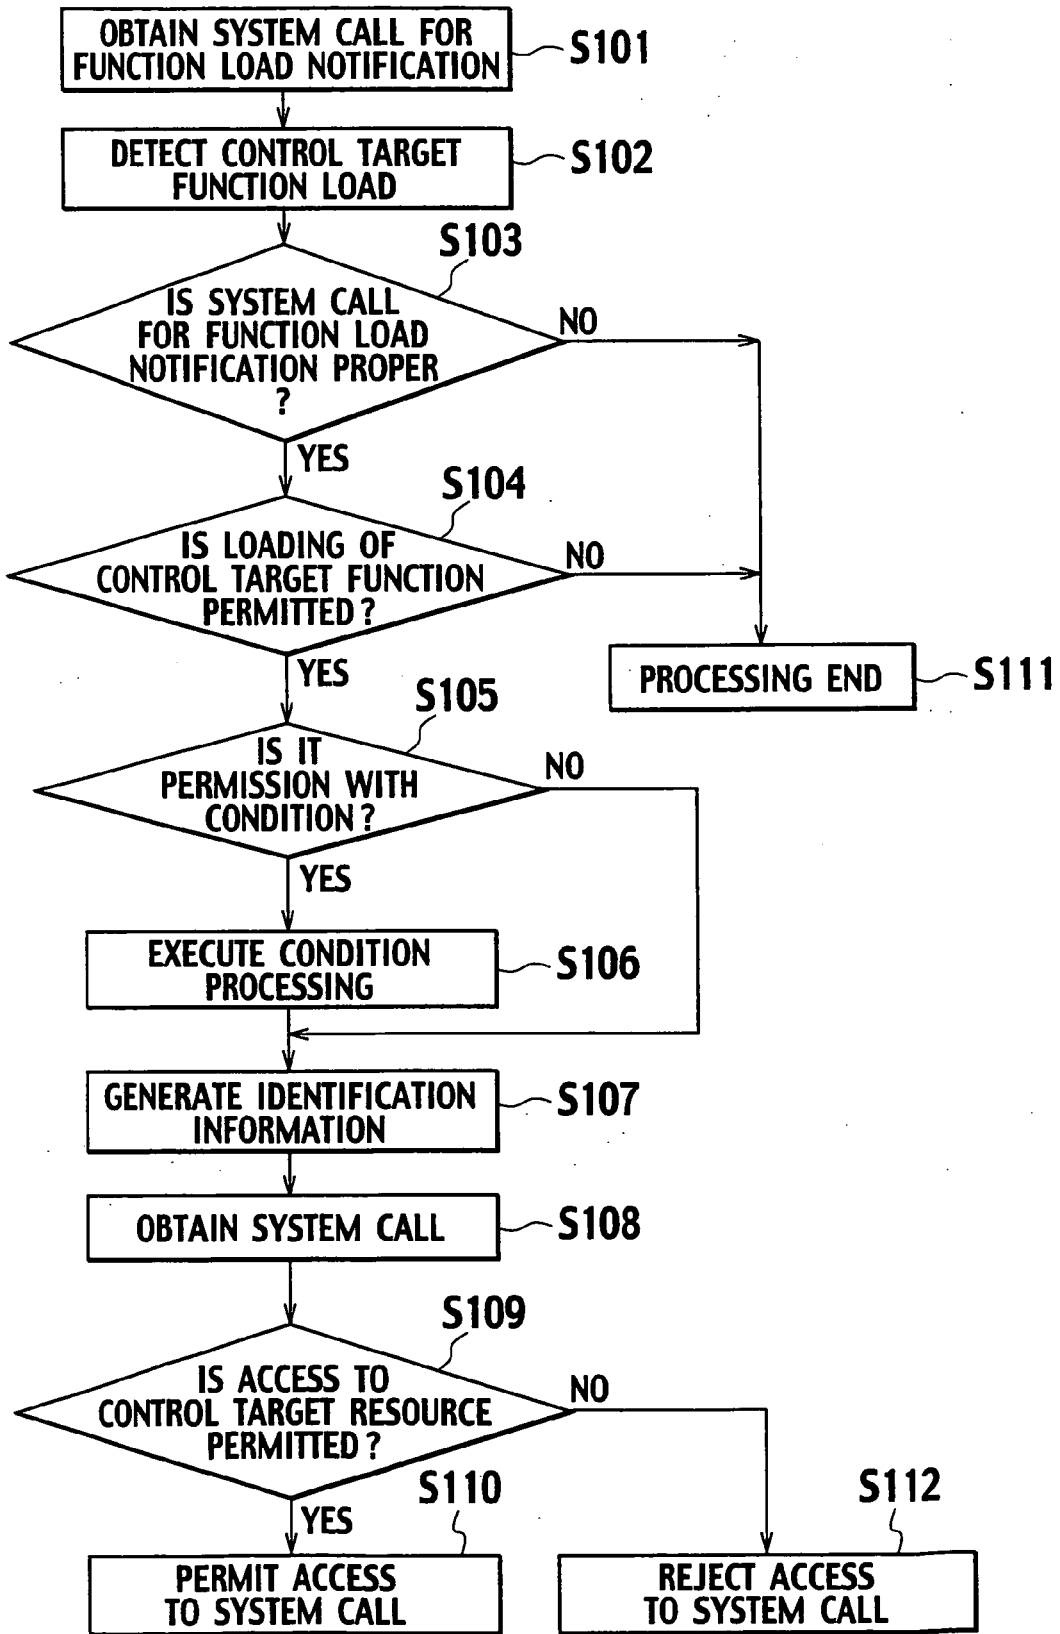 OBTAIN SYSTEM CALL FOR
FUNCTION LOAD NOTIFICATION
S101
DETECT CONTROL TARGET
FUNCTION LOAD
S102
S103
IS SYSTEM CALL
FOR FUNCTION LOAD
NOTIFICATION PROPER
?
NO
YES
S104
IS LOADING OF
CONTROL TARGET FUNCTION
PERMITTED ?
NO
YES
PROCESSING END
S111
S105
IS IT
PERMISSION WITH
CONDITION ?
NO
YES
EXECUTE CONDITION
PROCESSING
S106
GENERATE IDENTIFICATION
INFORMATION
S107
OBTAIN SYSTEM CALL
S108
S109
IS ACCESS TO
CONTROL TARGET RESOURCE
PERMITTED ?
NO
YES
S110
PERMIT ACCESS
TO SYSTEM CALL
S112
REJECT ACCESS
TO SYSTEM CALL